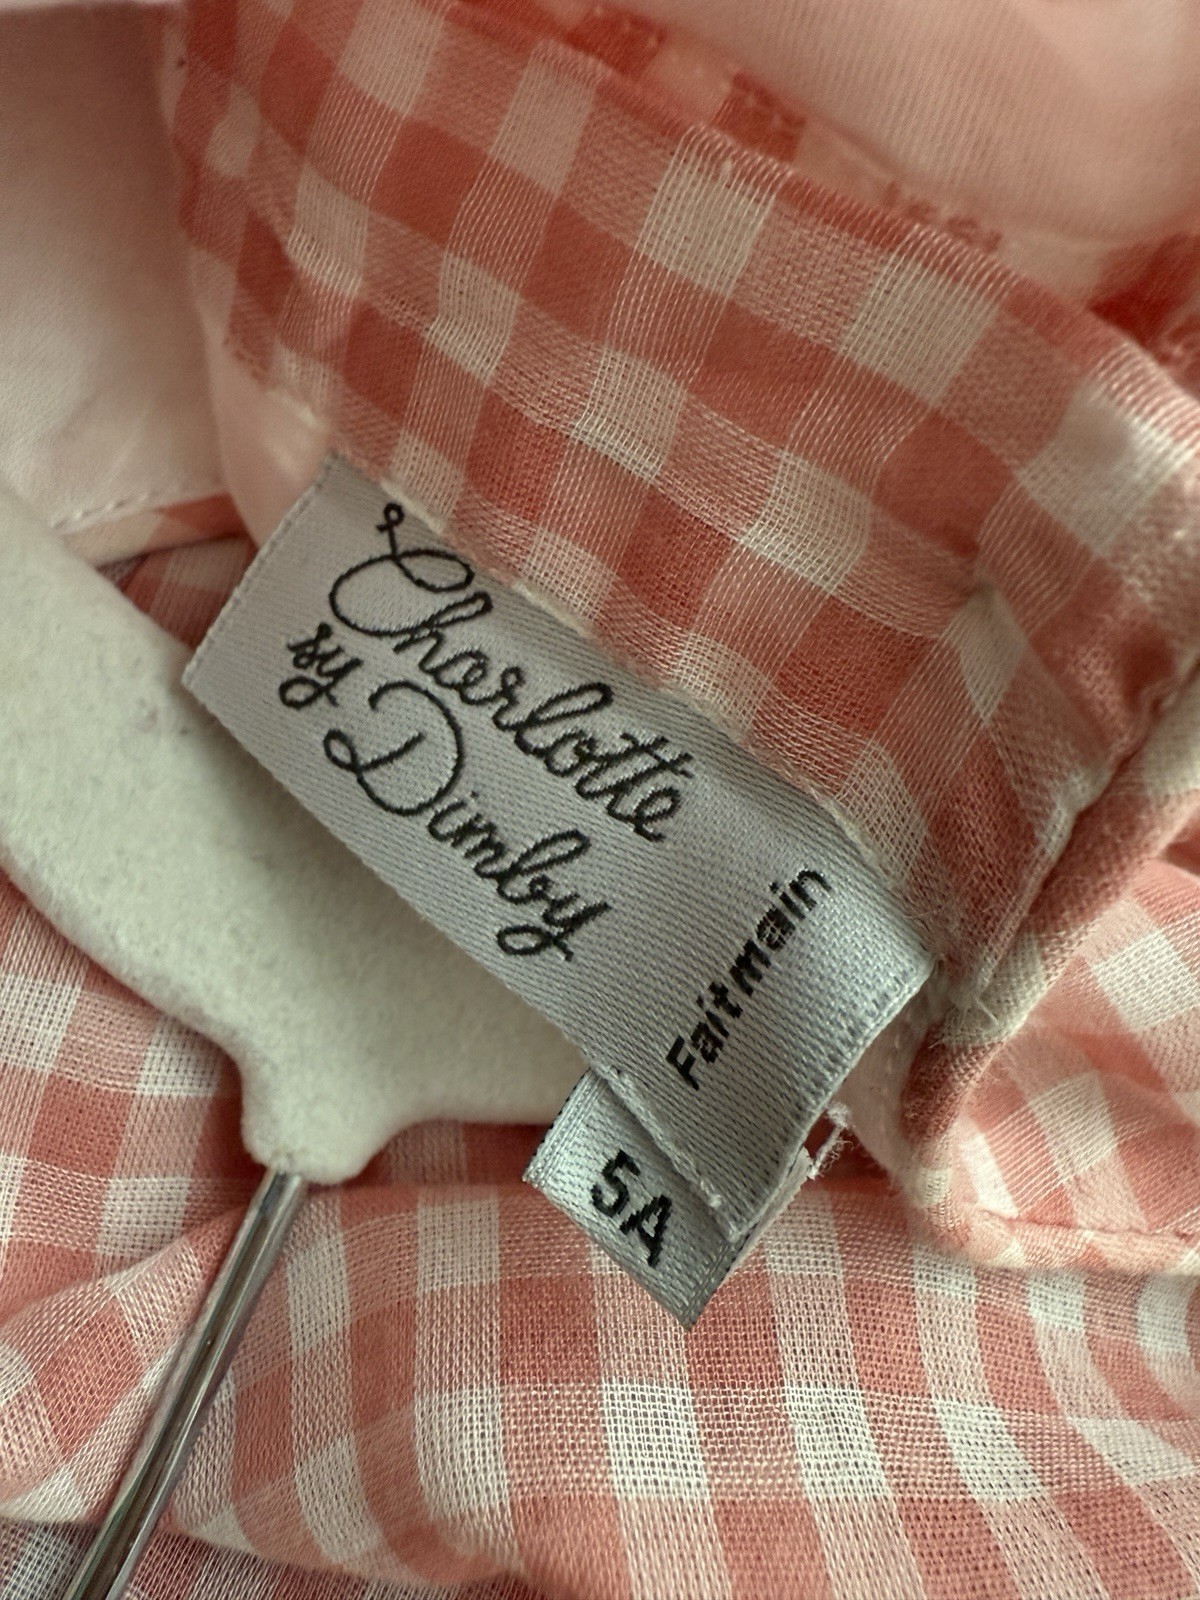 Charlotte
sy Dimby
Fait main
5A